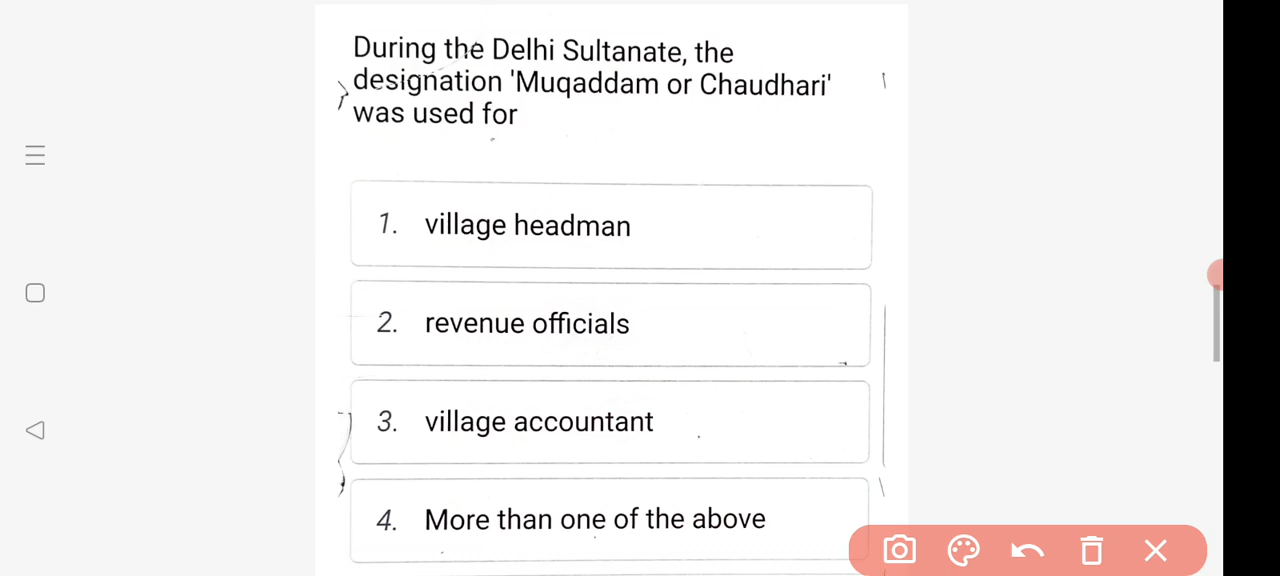 During the Delhi Sultanate, the
designation 'Muqaddam or Chaudhari'
was used for
1. village headman
2. revenue officials
3. village accountant
4. More than one of the above